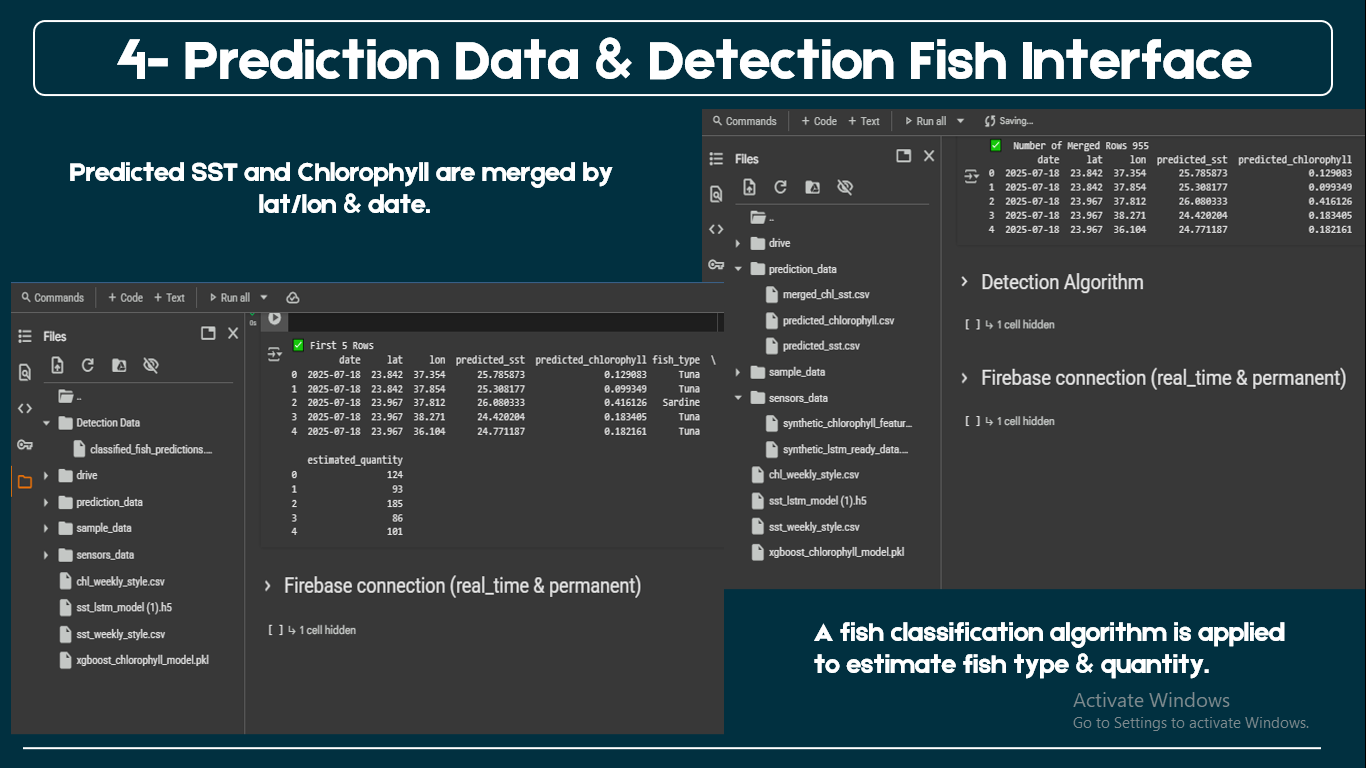 4- Prediction Data & Detection Fish Interface
Predicted SST and Chlorophyll are merged by
lat/lon & date.
Commands + Code + Text Run all Saving...
Files
..
drive
prediction_data
merged_chl_sst.csv
predicted_chlorophyll.csv
predicted_sst.csv
sample_data
sensors_data
synthetic_chlorophyll_featur...
synthetic_lstm_ready_data....
chl_weekly_style.csv
sst_lstm_model (1).h5
sst_weekly_style.csv
xgboost_chlorophyll_model.pkl
Number of Merged Rows 955
date lat lon predicted_sst predicted_chlorophyll
0 2025-07-18 23.842 37.354 25.785873 0.129083
1 2025-07-18 23.842 37.854 25.308177 0.099349
2 2025-07-18 23.967 37.812 26.080333 0.416126
3 2025-07-18 23.967 38.271 24.420204 0.183405
4 2025-07-18 23.967 36.104 24.771187 0.182161
Detection Algorithm
[ ] ↳ 1 cell hidden
Firebase connection (real_time & permanent)
[ ] ↳ 1 cell hidden
Commands + Code + Text Run all
Files
..
Detection Data
classified_fish_predictions....
drive
prediction_data
sample_data
sensors_data
chl_weekly_style.csv
sst_lstm_model (1).h5
sst_weekly_style.csv
xgboost_chlorophyll_model.pkl
0s
First 5 Rows
date lat lon predicted_sst predicted_chlorophyll fish_type \
0 2025-07-18 23.842 37.354 25.785873 0.129083 Tuna
1 2025-07-18 23.842 37.854 25.308177 0.099349 Tuna
2 2025-07-18 23.967 37.812 26.080333 0.416126 Sardine
3 2025-07-18 23.967 38.271 24.420204 0.183405 Tuna
4 2025-07-18 23.967 36.104 24.771187 0.182161 Tuna
estimated_quantity
0 124
1 93
2 185
3 86
4 101
Firebase connection (real_time & permanent)
[ ] ↳ 1 cell hidden
A fish classification algorithm is applied
to estimate fish type & quantity.
Activate Windows
Go to Settings to activate Windows.